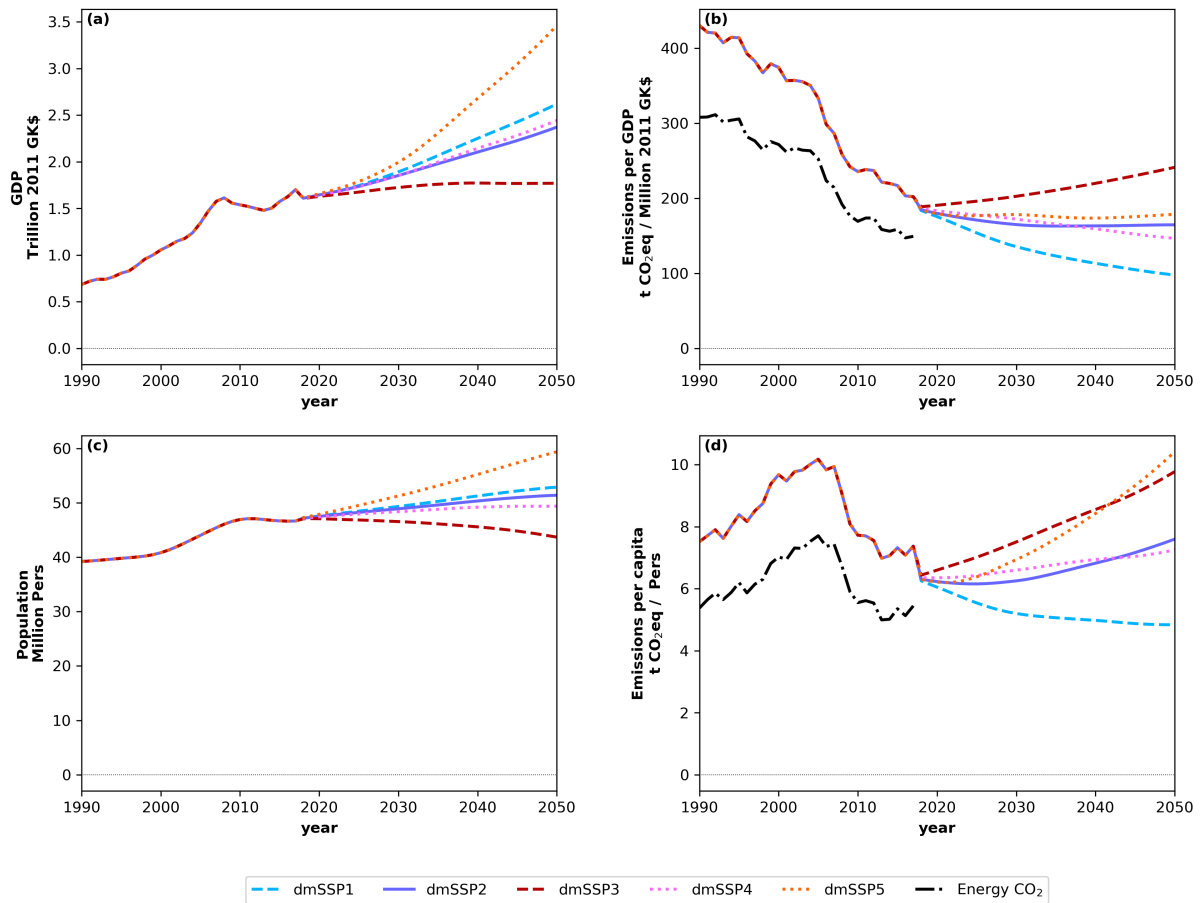 (a)
GDP
Trillion 2011 GK$
3.5
3.0
2.5
2.0
1.5
1.0
0.5
0.0
1990 2000 2010 2020 2030 2040 2050
year
(b)
Emissions per GDP
t CO₂eq / Million 2011 GK$
400
300
200
100
0
1990 2000 2010 2020 2030 2040 2050
year
(c)
Population
Million Pers
60
50
40
30
20
10
0
1990 2000 2010 2020 2030 2040 2050
year
(d)
Emissions per capita
t CO₂eq / Pers
10
8
6
4
2
0
1990 2000 2010 2020 2030 2040 2050
year
dmSSP1 dmSSP2 dmSSP3 dmSSP4 dmSSP5 Energy CO₂